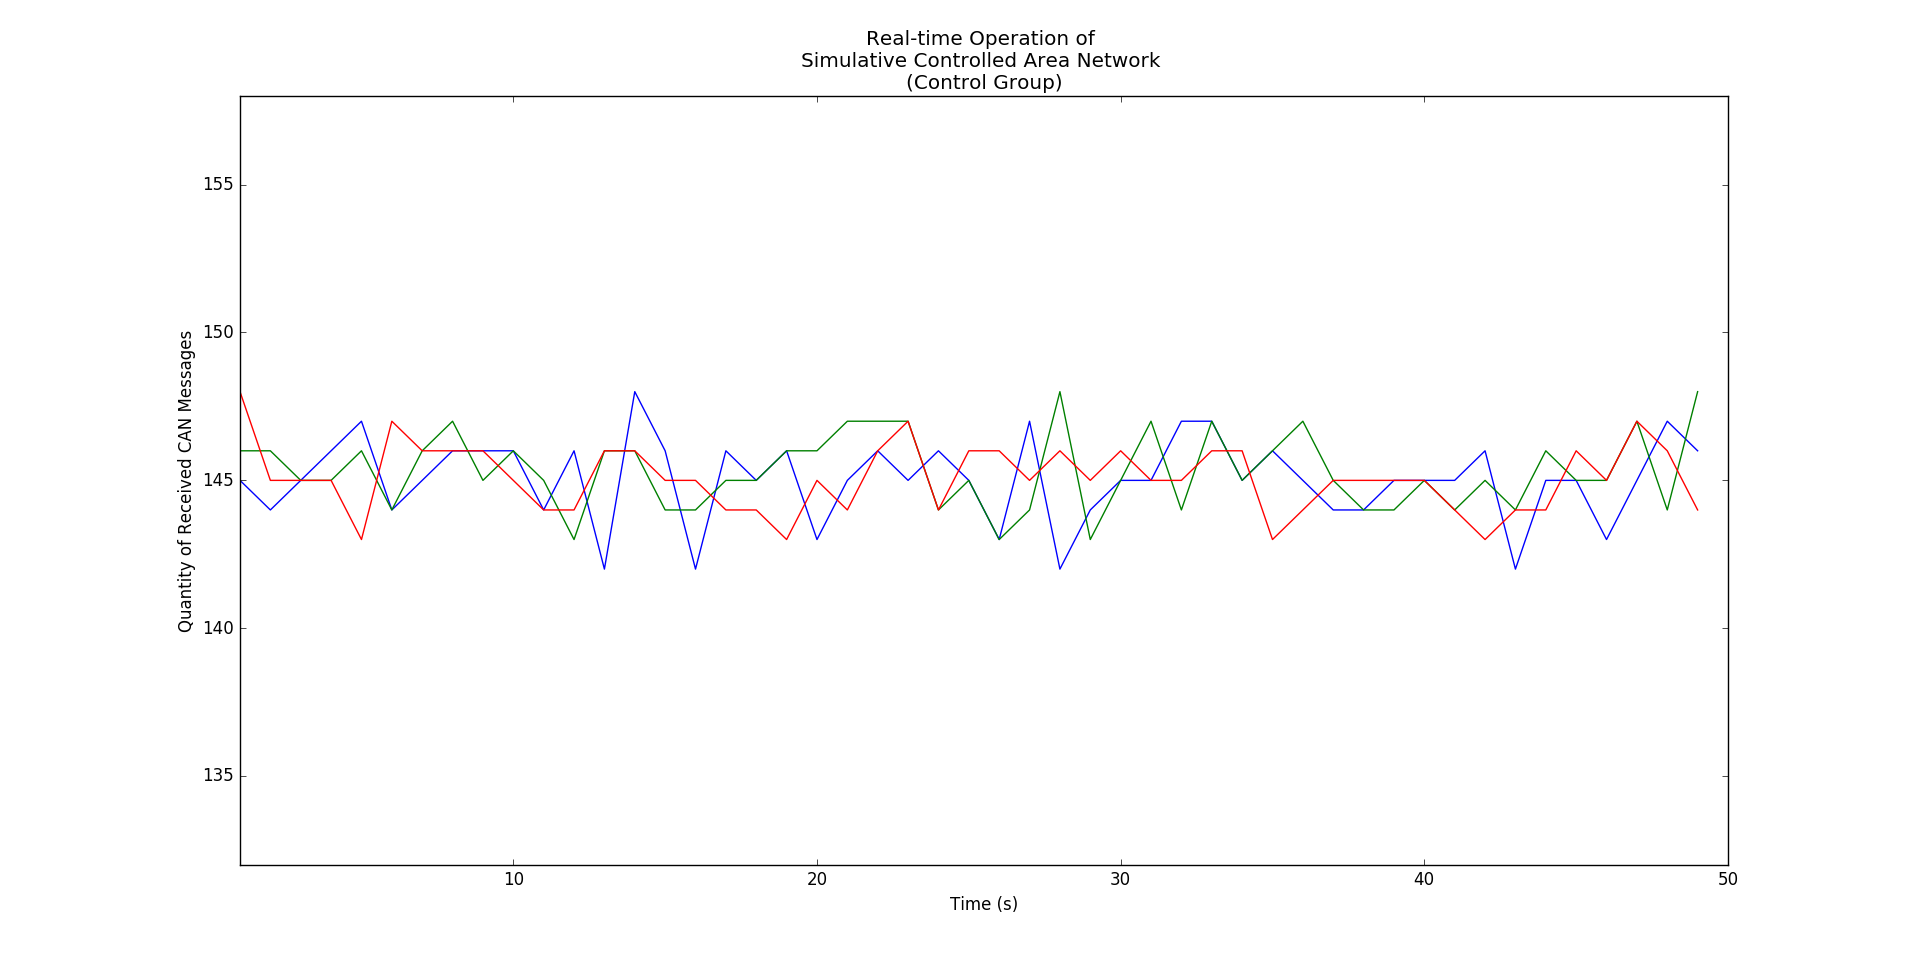 Real-time Operation of
Simulative Controlled Area Network
(Control Group)
Quantity of Received CAN Messages
155
150
145
140
135
10
20
30
40
50
Time (s)